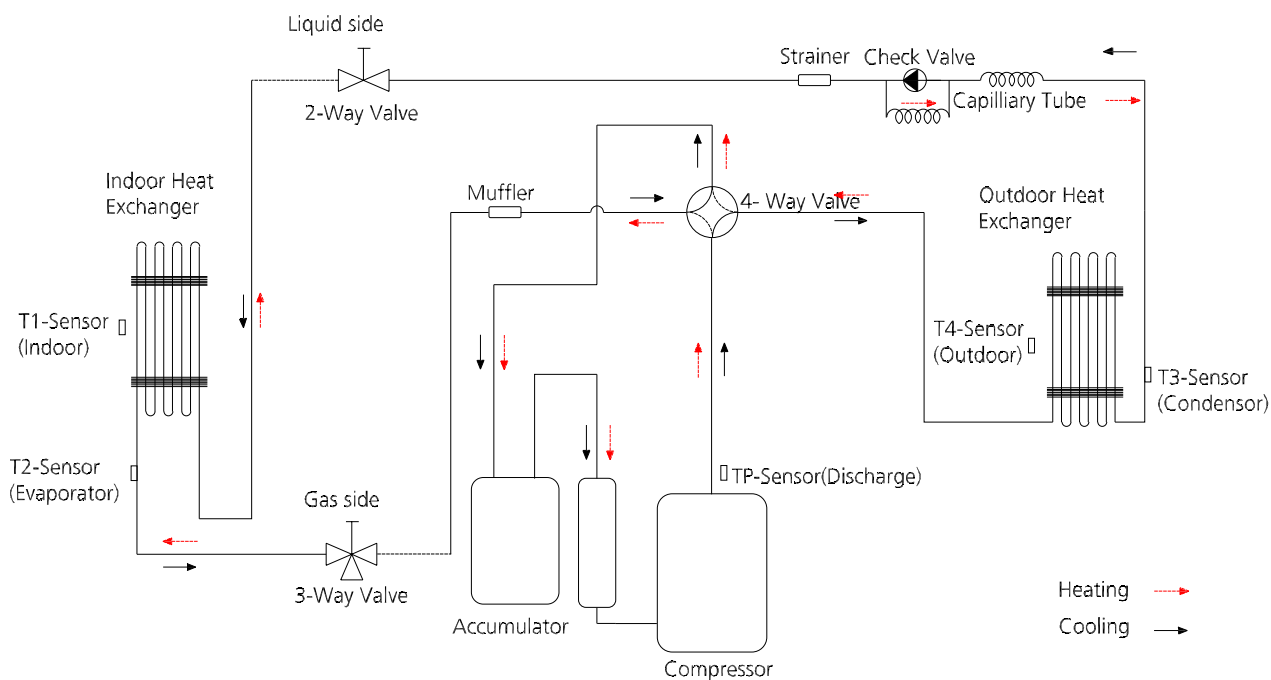 Liquid side
2-Way Valve
Strainer
Check Valve
Capilliary Tube
Indoor Heat
Exchanger
Muffler
4- Way Valve
Outdoor Heat
Exchanger
T1-Sensor
(Indoor)
T4-Sensor
(Outdoor)
T3-Sensor
(Condensor)
T2-Sensor
(Evaporator)
TP-Sensor(Discharge)
Gas side
3-Way Valve
Accumulator
Compressor
Heating
Cooling